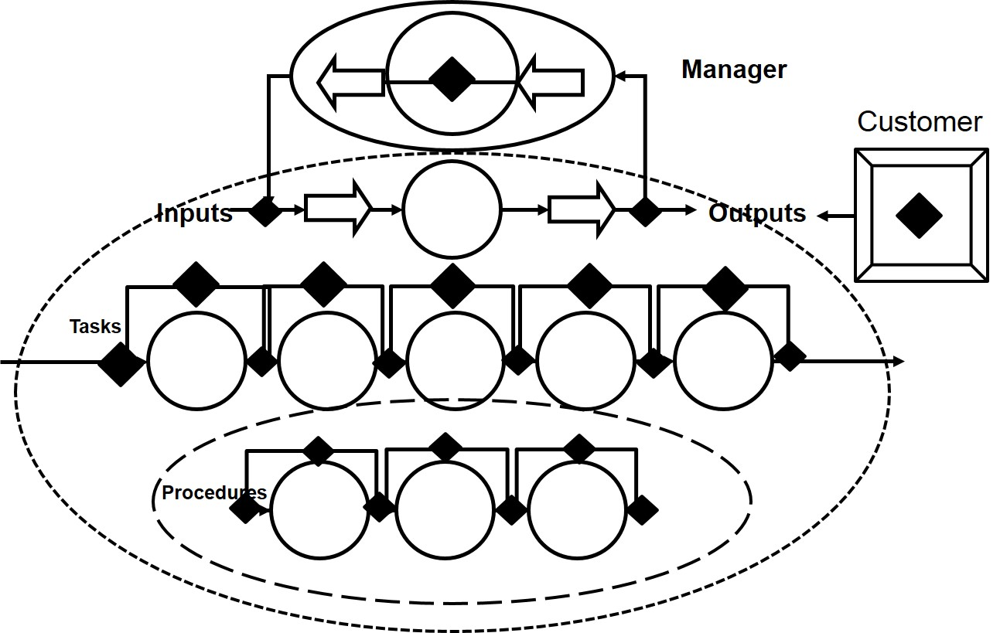 Manager
Customer
Inputs
Outputs
Tasks
Procedures